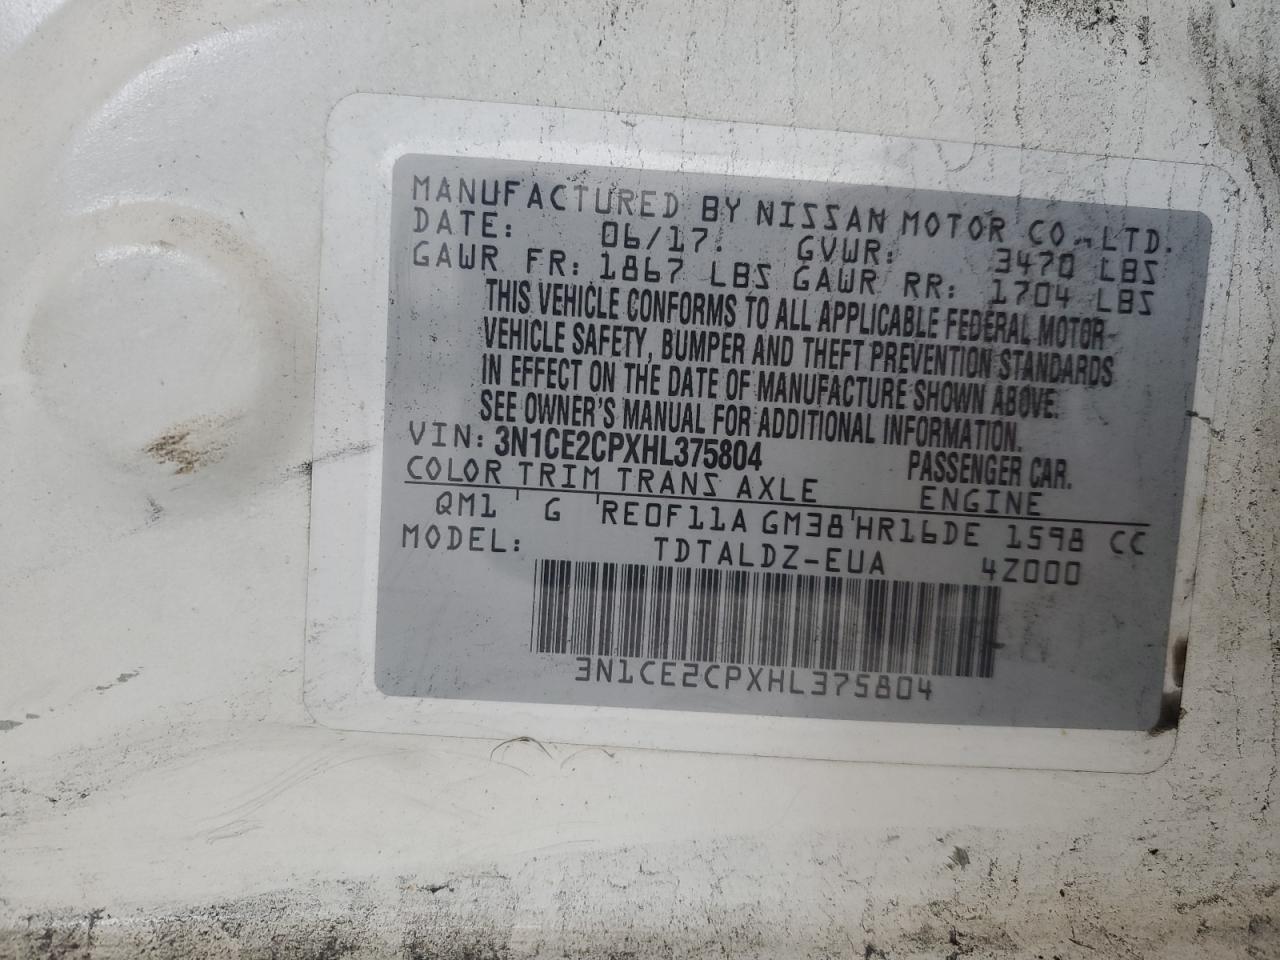 MANUFACTURED BY NISSAN MOTOR CO., LTD.
DATE: 06/17. GVWR: 3470 LBS
GAWR FR: 1867 LBS GAWR RR: 1704 LBS
THIS VEHICLE CONFORMS TO ALL APPLICABLE FEDERAL MOTOR
VEHICLE SAFETY, BUMPER AND THEFT PREVENTION STANDARDS
IN EFFECT ON THE DATE OF MANUFACTURE SHOWN ABOVE.
SEE OWNER'S MANUAL FOR ADDITIONAL INFORMATION.
VIN: 3N1CE2CPXHL375804 PASSENGER CAR.
COLOR TRIM TRANS AXLE ENGINE
QM1 G RE0F11A GM38 HR16DE 1598 CC
MODEL: TDTALDZ-EUA 4Z000
3N1CE2CPXHL375804